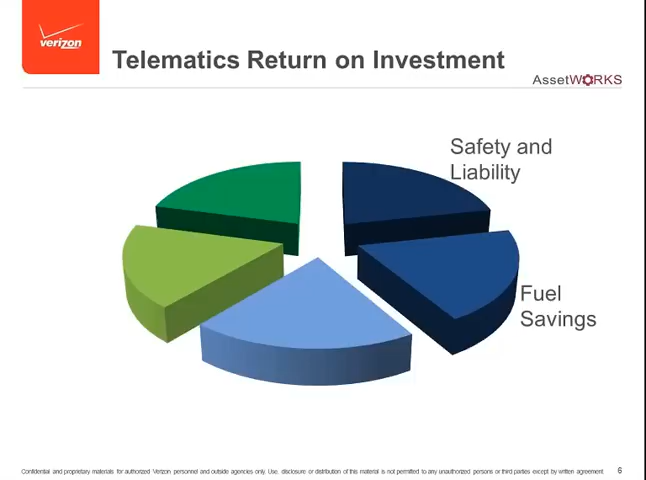 verizon
Telematics Return on Investment
AssetWORKS
Safety and
Liability
Fuel
Savings
Confidential and proprietary materials for authorized Verizon personnel and outside agencies only. Use, disclosure or distribution of this material is not permitted to any unauthorized persons or third parties except by written agreement.
6